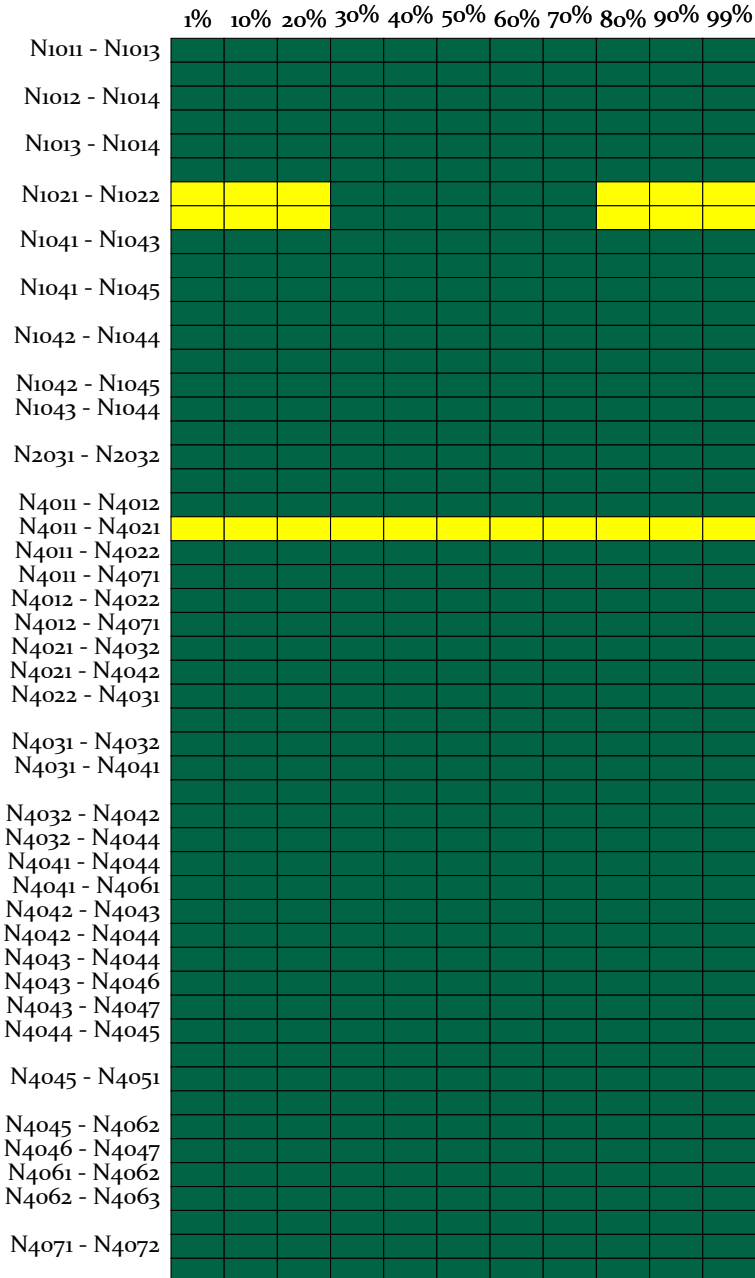 1% 10% 20% 30% 40% 50% 60% 70% 80% 90% 99%
N1011 - N1013
N1012 - N1014
N1013 - N1014
N1021 - N1022
N1041 - N1043
N1041 - N1045
N1042 - N1044
N1042 - N1045
N1043 - N1044
N2031 - N2032
N4011 - N4012
N4011 - N4021
N4011 - N4022
N4011 - N4071
N4012 - N4022
N4012 - N4071
N4021 - N4032
N4021 - N4042
N4022 - N4031
N4031 - N4032
N4031 - N4041
N4032 - N4042
N4032 - N4044
N4041 - N4044
N4041 - N4061
N4042 - N4043
N4042 - N4044
N4043 - N4044
N4043 - N4046
N4043 - N4047
N4044 - N4045
N4045 - N4051
N4045 - N4062
N4046 - N4047
N4061 - N4062
N4062 - N4063
N4071 - N4072